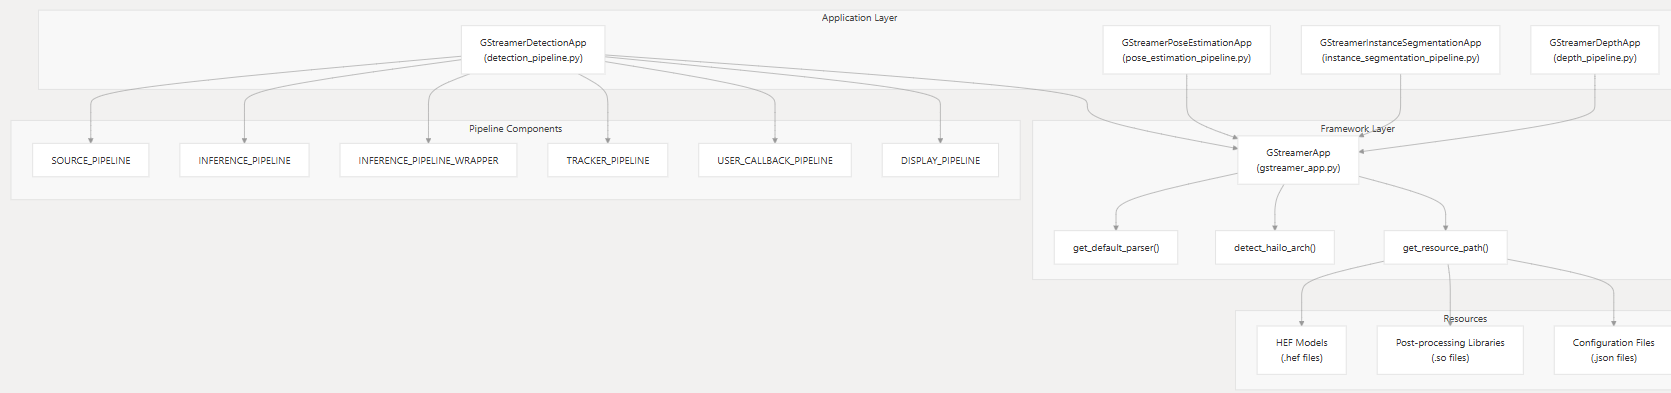 Application Layer
GStreamerDetectionApp
(detection_pipeline.py)
GStreamerPoseEstimationApp
(pose_estimation_pipeline.py)
GStreamerInstanceSegmentationApp
(instance_segmentation_pipeline.py)
GStreamerDepthApp
(depth_pipeline.py)
Pipeline Components
SOURCE_PIPELINE
INFERENCE_PIPELINE
INFERENCE_PIPELINE_WRAPPER
TRACKER_PIPELINE
USER_CALLBACK_PIPELINE
DISPLAY_PIPELINE
Framework Layer
GStreamerApp
(gstreamer_app.py)
get_default_parser()
detect_hailo_arch()
get_resource_path()
Resources
HEF Models
(.hef files)
Post-processing Libraries
(.so files)
Configuration Files
(.json files)